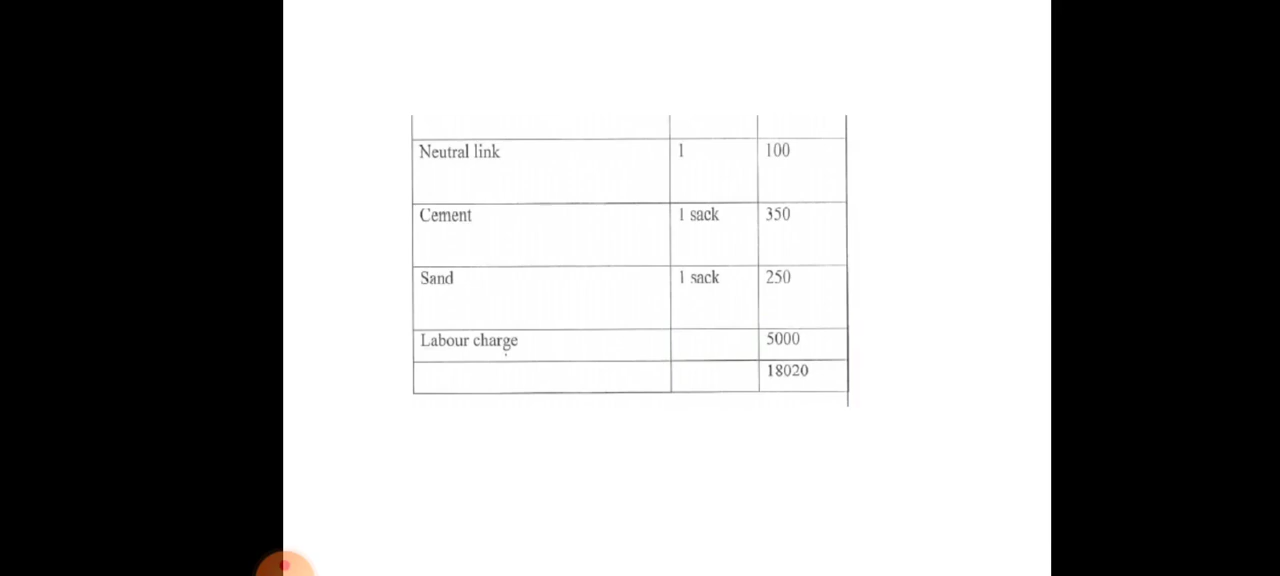 Neutral link 1 100
Cement 1 sack 350
Sand 1 sack 250
Labour charge 5000
18020